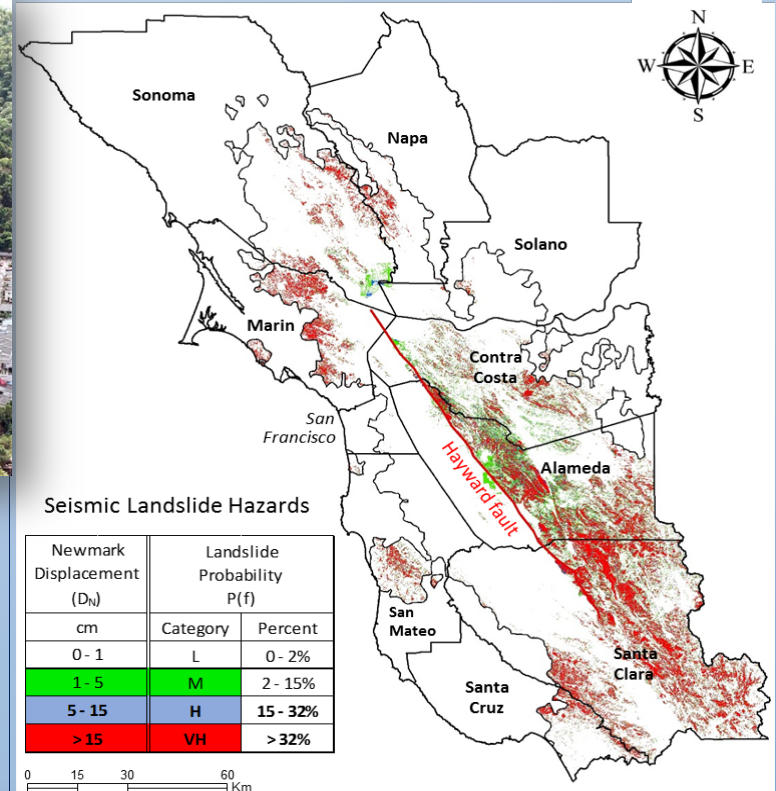 N
W E
S
Sonoma
Napa
Solano
Marin
Contra
Costa
San
Francisco
Hayward fault
Alameda
Seismic Landslide Hazards
Newmark
Displacement
(DN)
Landslide
Probability
P(f)
cm Category Percent
0 - 1 L 0 - 2%
1 - 5 M 2 - 15%
5 - 15 H 15 - 32%
> 15 VH > 32%
San
Mateo
Santa
Clara
Santa
Cruz
0 15 30 60
Km